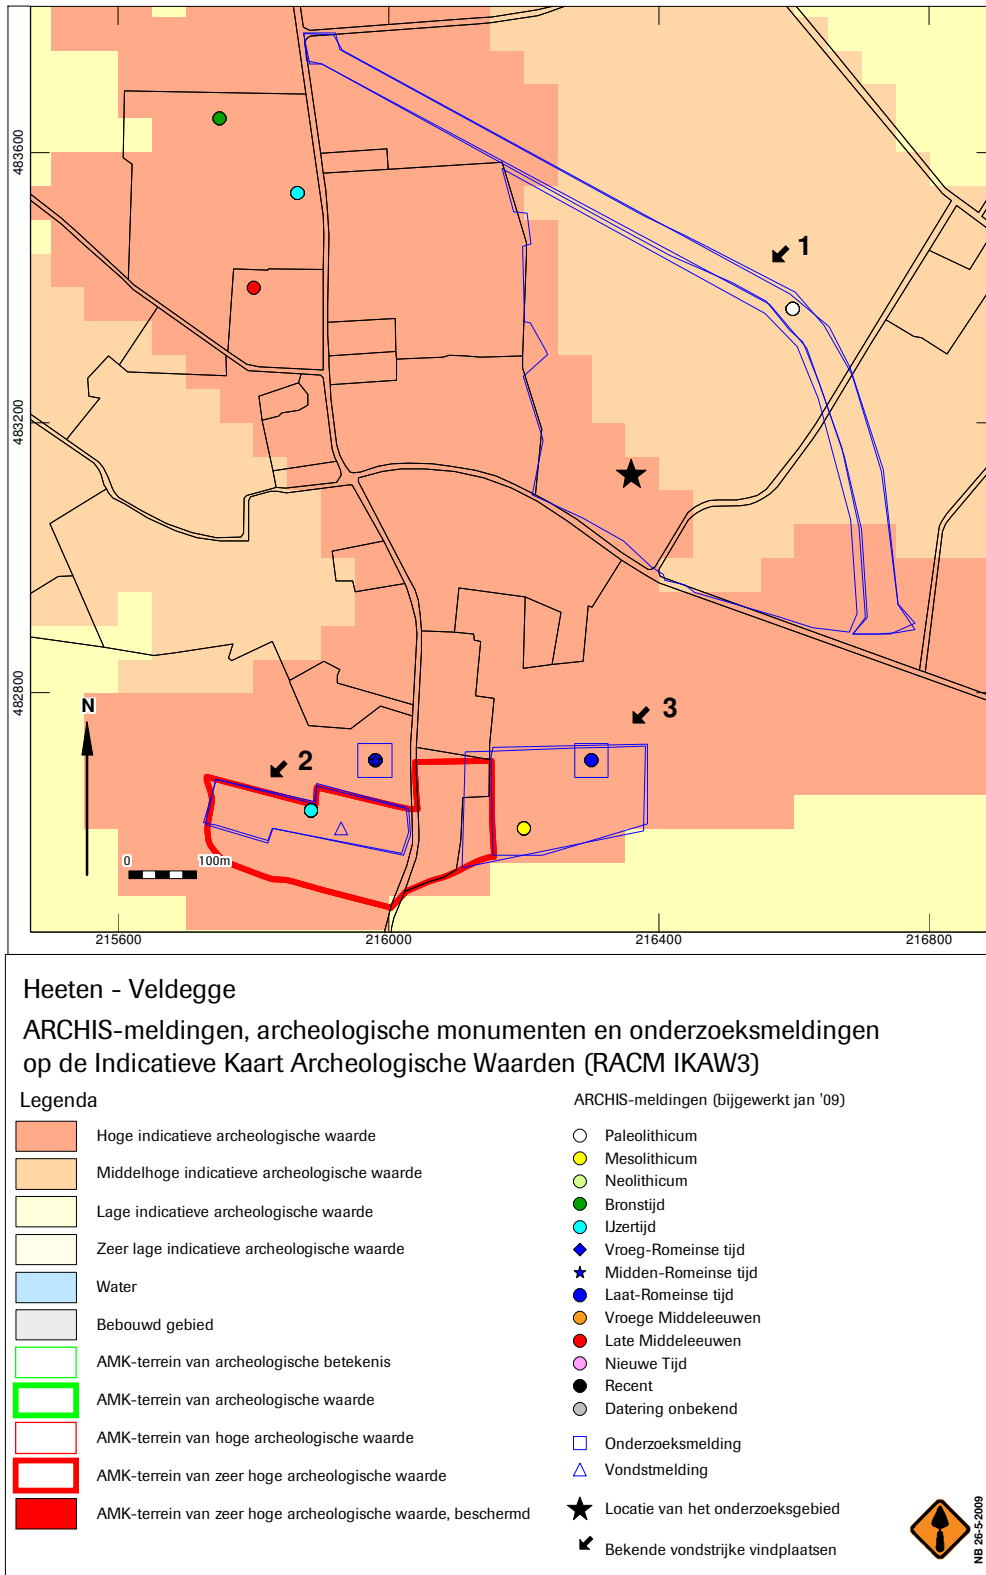 483600
483200
482800
1
2
3
N
0
100m
215600
216000
216400
216800
Heeten - Veldegge
ARCHIS-meldingen, archeologische monumenten en onderzoeksmeldingen
op de Indicatieve Kaart Archeologische Waarden (RACM IKAW3)
Legenda
Hoge indicatieve archeologische waarde
Middelhoge indicatieve archeologische waarde
Lage indicatieve archeologische waarde
Zeer lage indicatieve archeologische waarde
Water
Bebouwd gebied
AMK-terrein van archeologische betekenis
AMK-terrein van archeologische waarde
AMK-terrein van hoge archeologische waarde
AMK-terrein van zeer hoge archeologische waarde
AMK-terrein van zeer hoge archeologische waarde, beschermd
ARCHIS-meldingen (bijgewerkt jan '09)
Paleolithicum
Mesolithicum
Neolithicum
Bronstijd
IJzertijd
Vroeg-Romeinse tijd
Midden-Romeinse tijd
Laat-Romeinse tijd
Vroege Middeleeuwen
Late Middeleeuwen
Nieuwe Tijd
Recent
Datering onbekend
Onderzoeksmelding
Vondstmelding
Locatie van het onderzoeksgebied
Bekende vondstrijke vindplaatsen
NB 26-5-2009